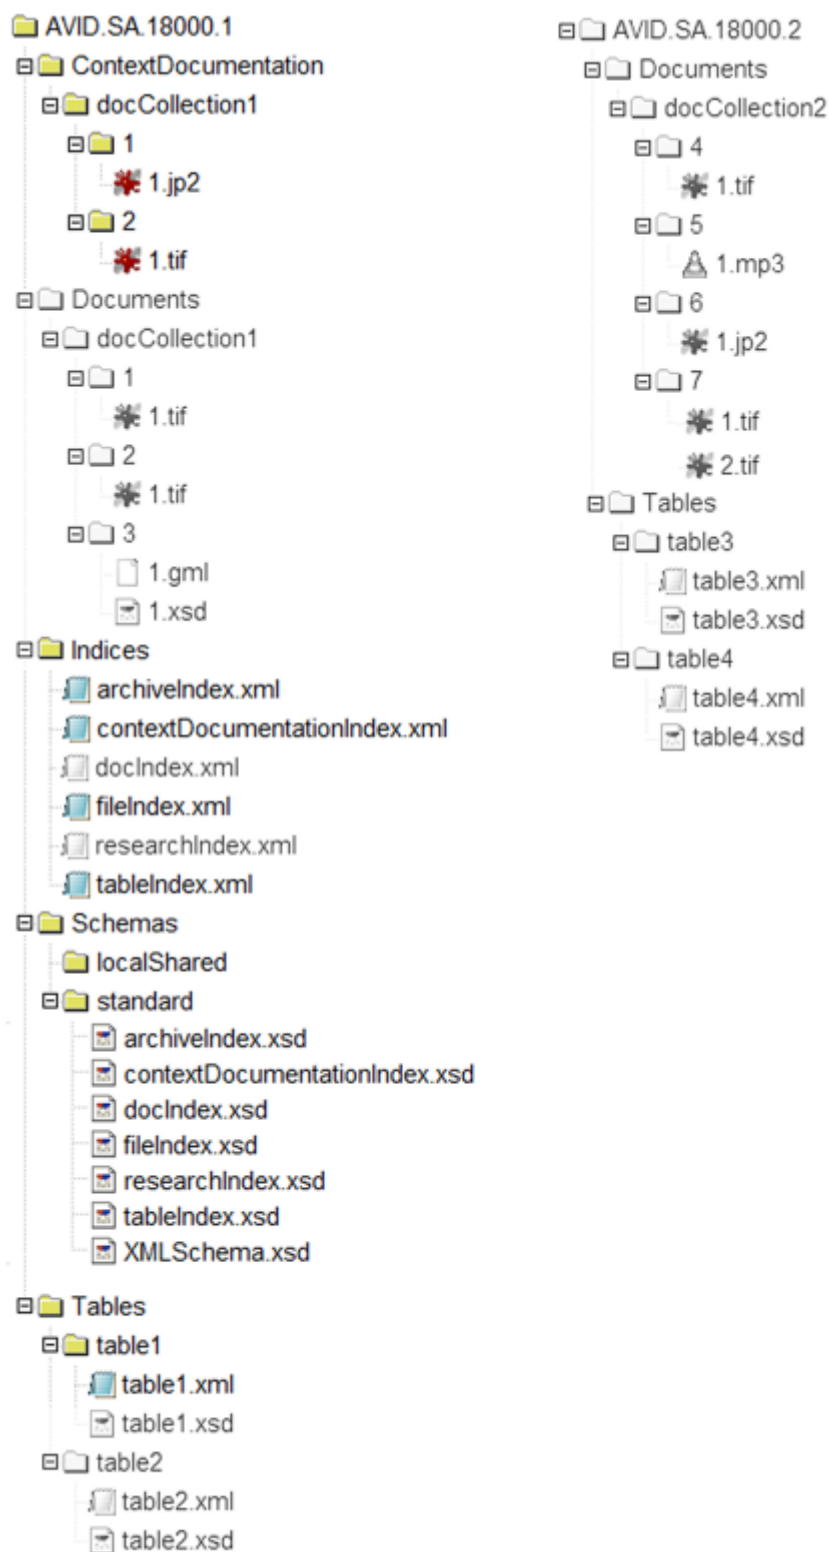 AVID.SA.18000.1
ContextDocumentation
docCollection1
1
1.jp2
2
1.tif
Documents
docCollection1
1
1.tif
2
1.tif
3
1.gml
1.xsd
Indices
archiveIndex.xml
contextDocumentationIndex.xml
docIndex.xml
fileIndex.xml
researchIndex.xml
tableIndex.xml
Schemas
localShared
standard
archiveIndex.xsd
contextDocumentationIndex.xsd
docIndex.xsd
fileIndex.xsd
researchIndex.xsd
tableIndex.xsd
XMLSchema.xsd
Tables
table1
table1.xml
table1.xsd
table2
table2.xml
table2.xsd
AVID.SA.18000.2
Documents
docCollection2
4
1.tif
5
1.mp3
6
1.jp2
7
1.tif
2.tif
Tables
table3
table3.xml
table3.xsd
table4
table4.xml
table4.xsd